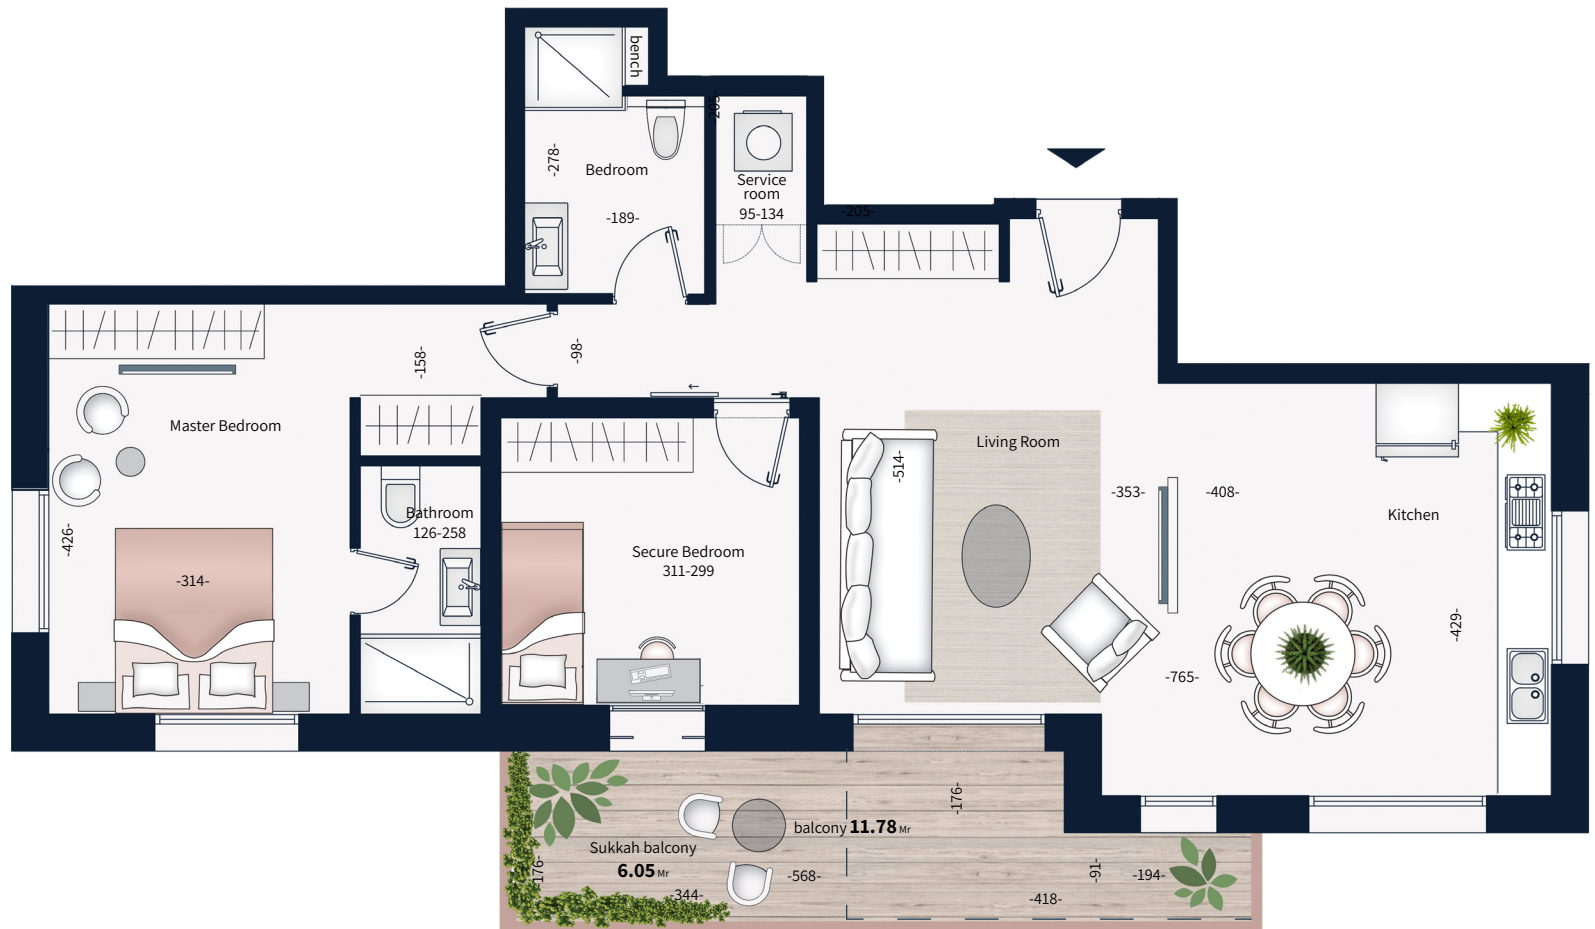 bench
-205-
-278-
Bedroom
-189-
Service
room
95-134
-205-
-158-
-98-
Master Bedroom
-426-
-314-
Bathroom
126-258
Secure Bedroom
311-299
Living Room
-514-
-353-
-408-
Kitchen
-429-
-765-
-176-
balcony 11.78 Mr
Sukkah balcony
6.05 Mr
-176-
-344-
-568-
-418-
-91-
-194-